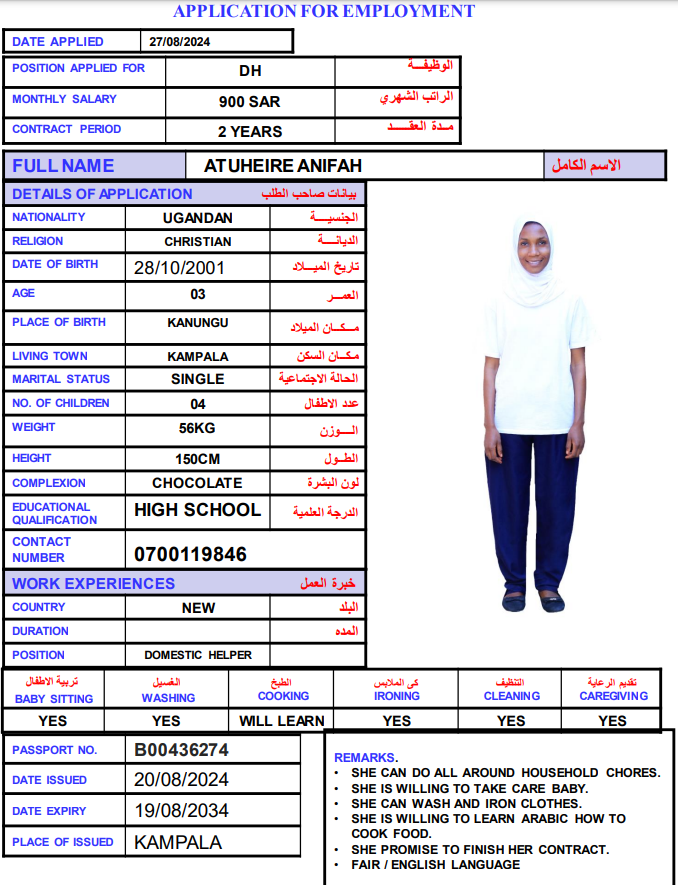 APPLICATION FOR EMPLOYMENT
DATE APPLIED 27/08/2024
POSITION APPLIED FOR DH الوظيفـــة
MONTHLY SALARY 900 SAR الراتب الشهري
CONTRACT PERIOD 2 YEARS مـدة العقـــد
FULL NAME ATUHEIRE ANIFAH الاسم الكامل
DETAILS OF APPLICATION بيانات صاحب الطلب
NATIONALITY UGANDAN الجنسيـــة
RELIGION CHRISTIAN الديانـــة
DATE OF BIRTH 28/10/2001 تاريخ الميـــلاد
AGE 03 العمـــر
PLACE OF BIRTH KANUNGU مـكـــان الميلاد
LIVING TOWN KAMPALA مكـان السكن
MARITAL STATUS SINGLE الحالة الاجتماعية
NO. OF CHILDREN 04 عدد الاطفال
WEIGHT 56KG الـــوزن
HEIGHT 150CM الطـول
COMPLEXION CHOCOLATE لون البشرة
EDUCATIONAL QUALIFICATION HIGH SCHOOL الدرجة العلمية
CONTACT NUMBER 0700119846
WORK EXPERIENCES خبرة العمل
COUNTRY NEW البلد
DURATION المده
POSITION DOMESTIC HELPER
تربية الاطفال الغسيل الطبخ كي الملابس التنظيف تقديم الرعاية
BABY SITTING WASHING COOKING IRONING CLEANING CAREGIVING
YES YES WILL LEARN YES YES YES
PASSPORT NO. B00436274
DATE ISSUED 20/08/2024
DATE EXPIRY 19/08/2034
PLACE OF ISSUED KAMPALA
REMARKS.
• SHE CAN DO ALL AROUND HOUSEHOLD CHORES.
• SHE IS WILLING TO TAKE CARE BABY.
• SHE CAN WASH AND IRON CLOTHES.
• SHE IS WILLING TO LEARN ARABIC HOW TO
COOK FOOD.
• SHE PROMISE TO FINISH HER CONTRACT.
• FAIR / ENGLISH LANGUAGE